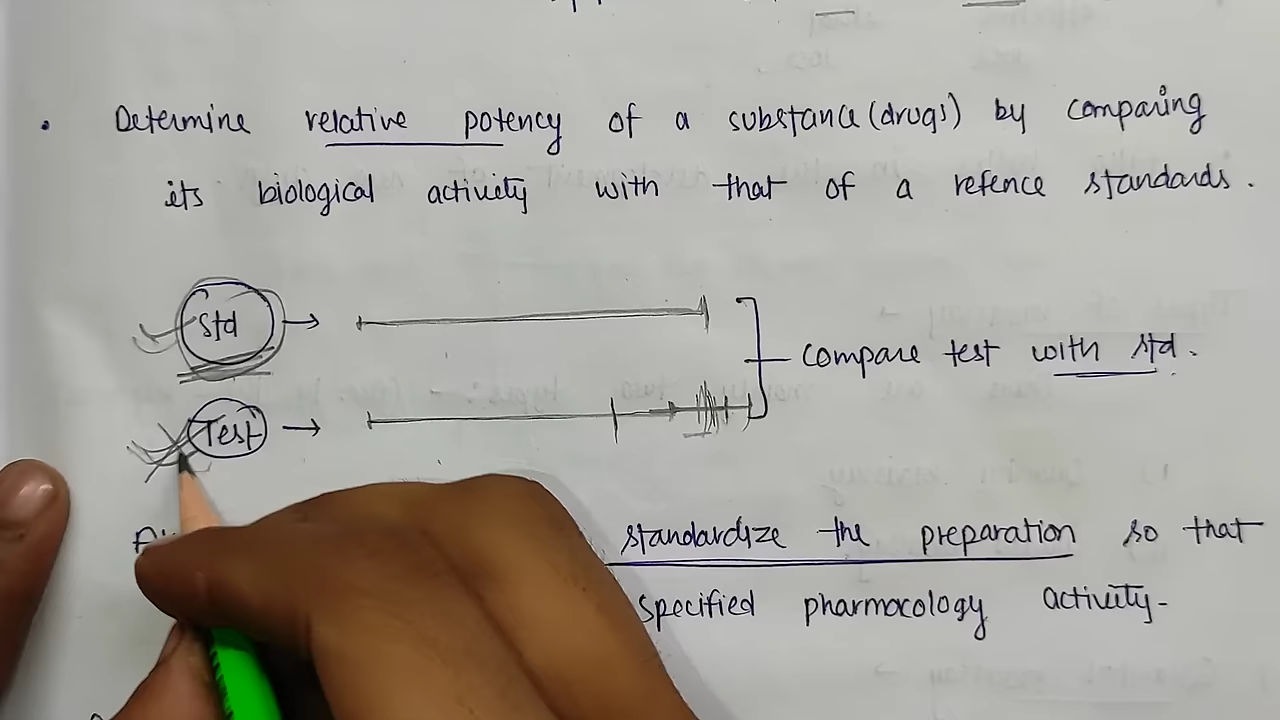 • Determine relative potency of a substance (drugs) by comparing
its biological activity with that of a refence standards.
Std →
Test →
compare test with std.
standardize the preparation so that
specified pharmacology activity-